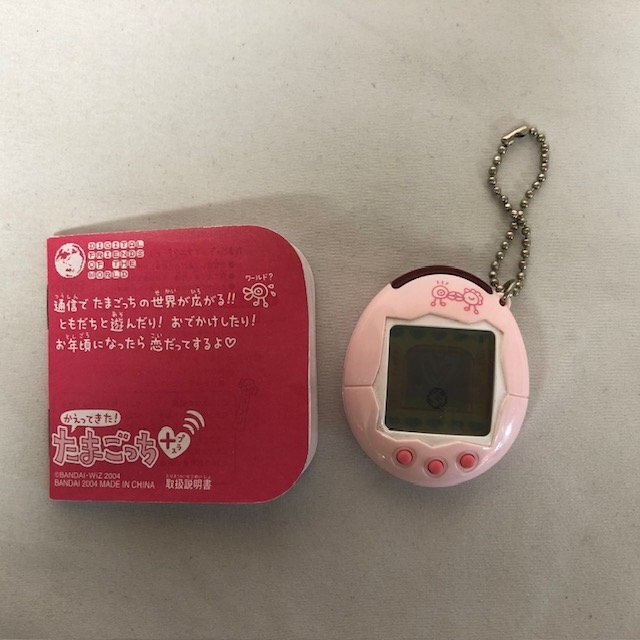 DIGITAL
FRIENDS
OF THE
WORLD
ワールド?
通信でたまごっちの世界が広がる!!
ともだちと遊んだり! おでかけしたり!
お年頃になったら 恋だってするよ♡
かえってきた!
たまごっち+プラス
©BANDAI・WiZ 2004
BANDAI 2004 MADE IN CHINA
取扱説明書